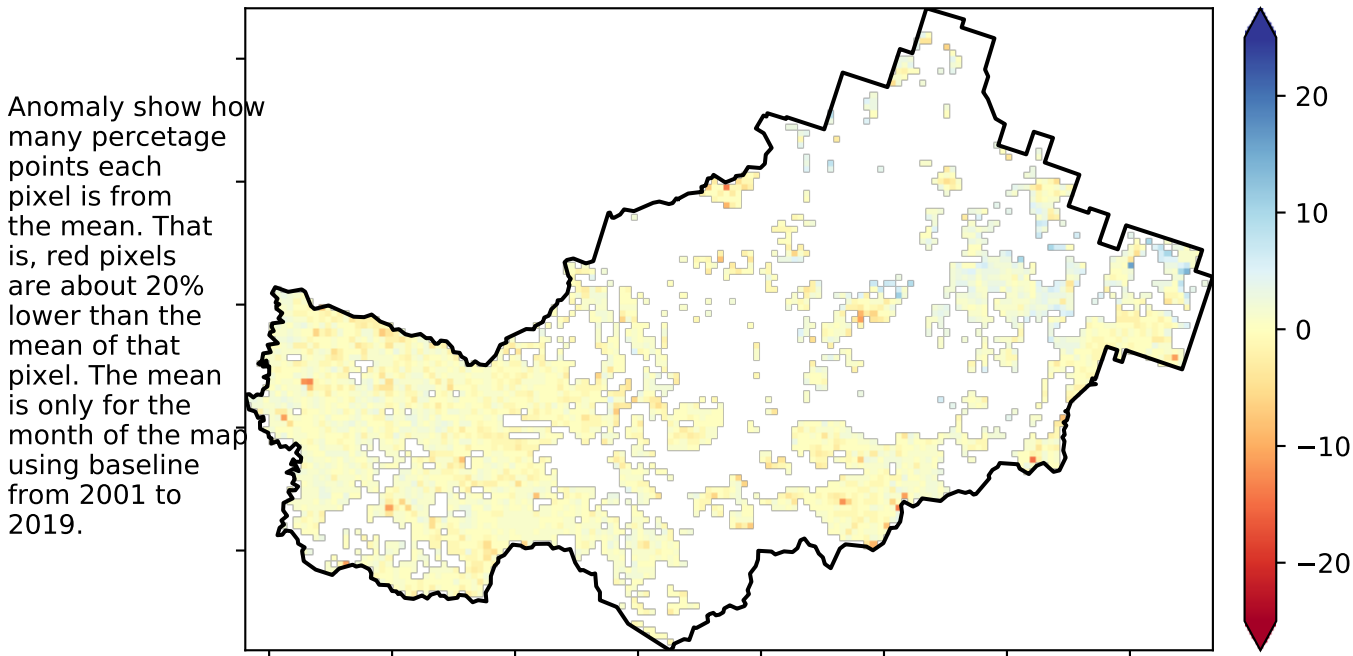 Anomaly show how
many percetage
points each
pixel is from
the mean. That
is, red pixels
are about 20%
lower than the
mean of that
pixel. The mean
is only for the
month of the map
using baseline
from 2001 to
2019.
20
10
0
−10
−20